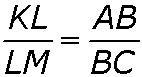 KL/LM = AB/BC